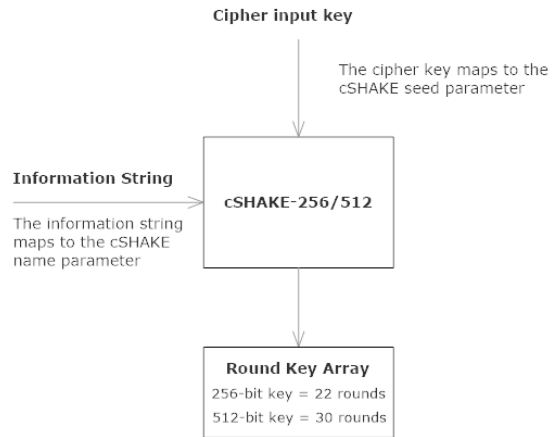 Cipher input key
The cipher key maps to the
cSHAKE seed parameter
Information String
cSHAKE-256/512
The information string
maps to the cSHAKE
name parameter
Round Key Array
256-bit key = 22 rounds
512-bit key = 30 rounds